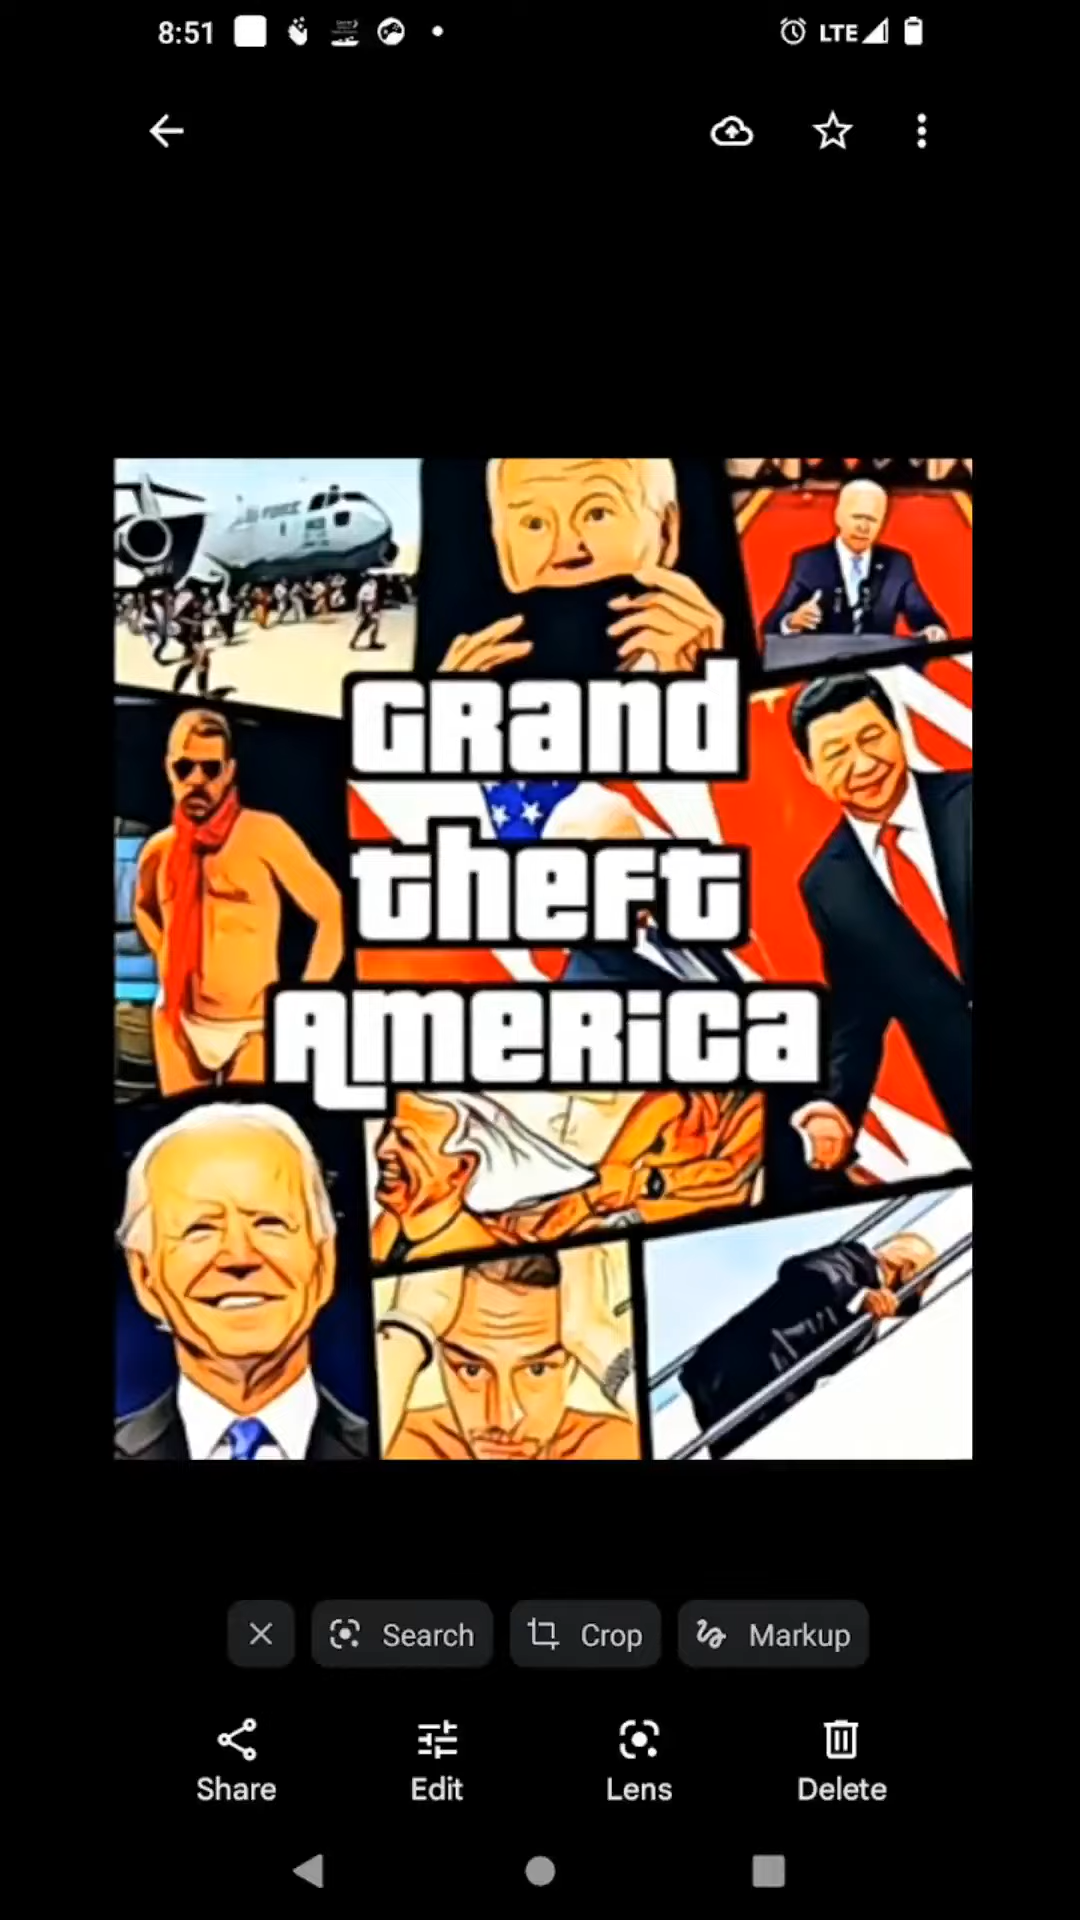 8:51
LTE
GRand
theft
America
Search
Crop
Markup
Share
Edit
Lens
Delete